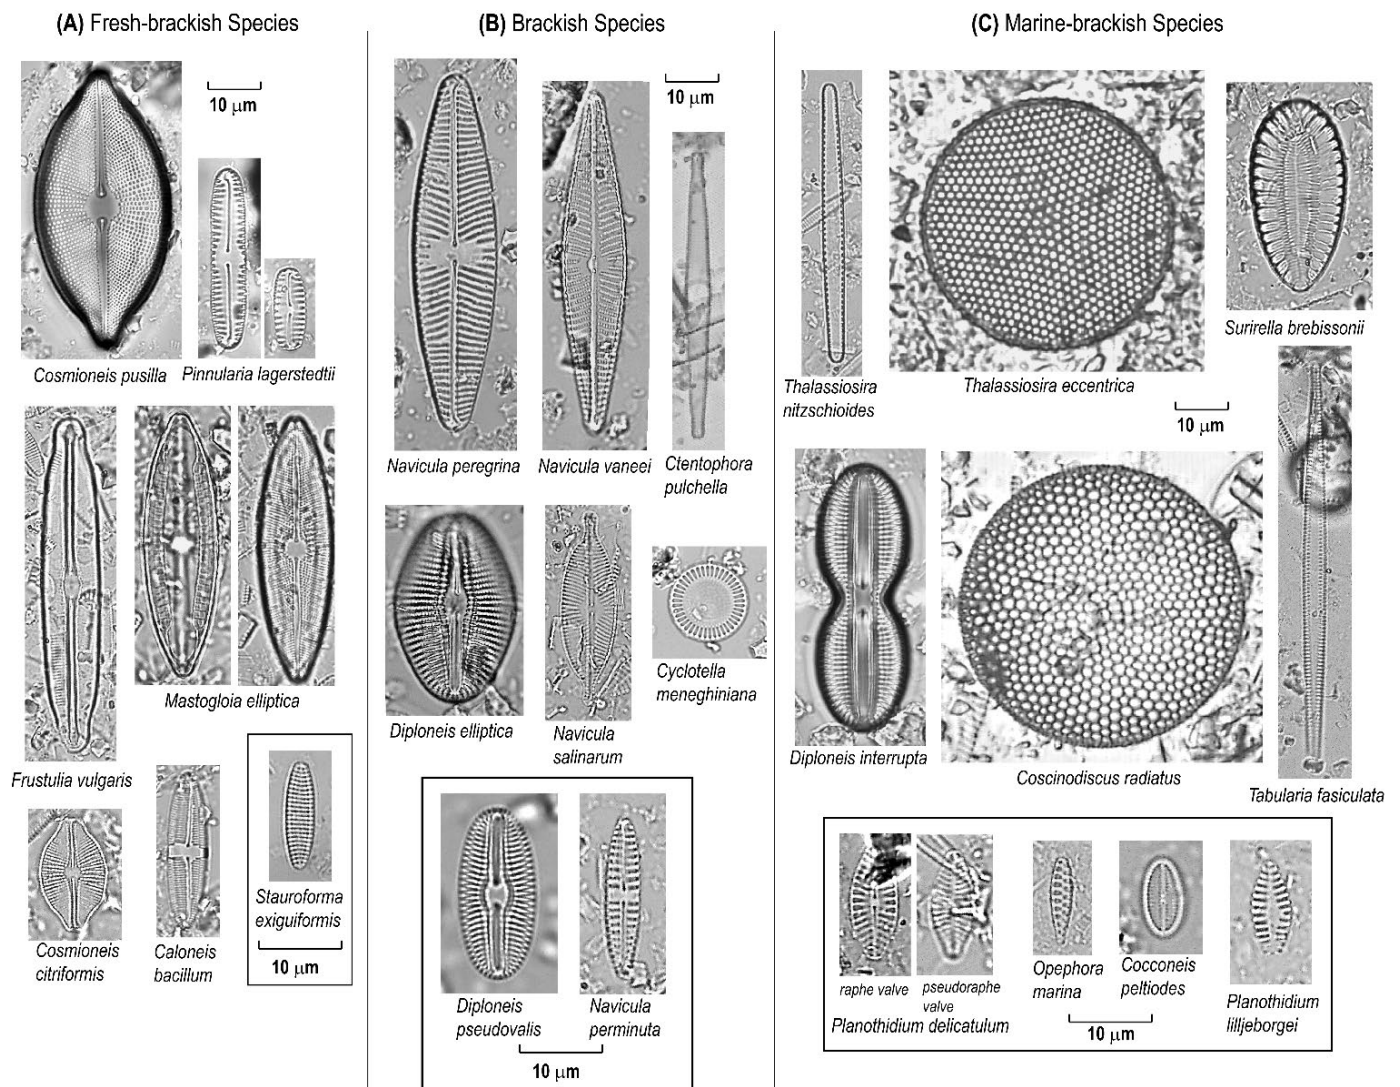 (A) Fresh-brackish Species
10 μm
Cosmioneis pusilla
Pinnularia lagerstedtii
Frustulia vulgaris
Mastogloia elliptica
Cosmioneis
citriformis
Caloneis
bacillum
Stauroforma
exiguiformis
10 μm
(B) Brackish Species
10 μm
Navicula peregrina
Navicula vaneei
Ctentophora
pulchella
Diploneis elliptica
Navicula
salinarum
Cyclotella
meneghiniana
Diploneis
pseudovalis
Navicula
perminuta
10 μm
(C) Marine-brackish Species
Thalassiosira
nitzschioides
Thalassiosira eccentrica
Surirella brebissonii
10 μm
Diploneis interrupta
Coscinodiscus radiatus
Tabularia fasiculata
raphe valve
pseudoraphe
valve
Planothidium delicatulum
Opephora
marina
Cocconeis
peltiodes
Planothidium
lilljeborgei
10 μm